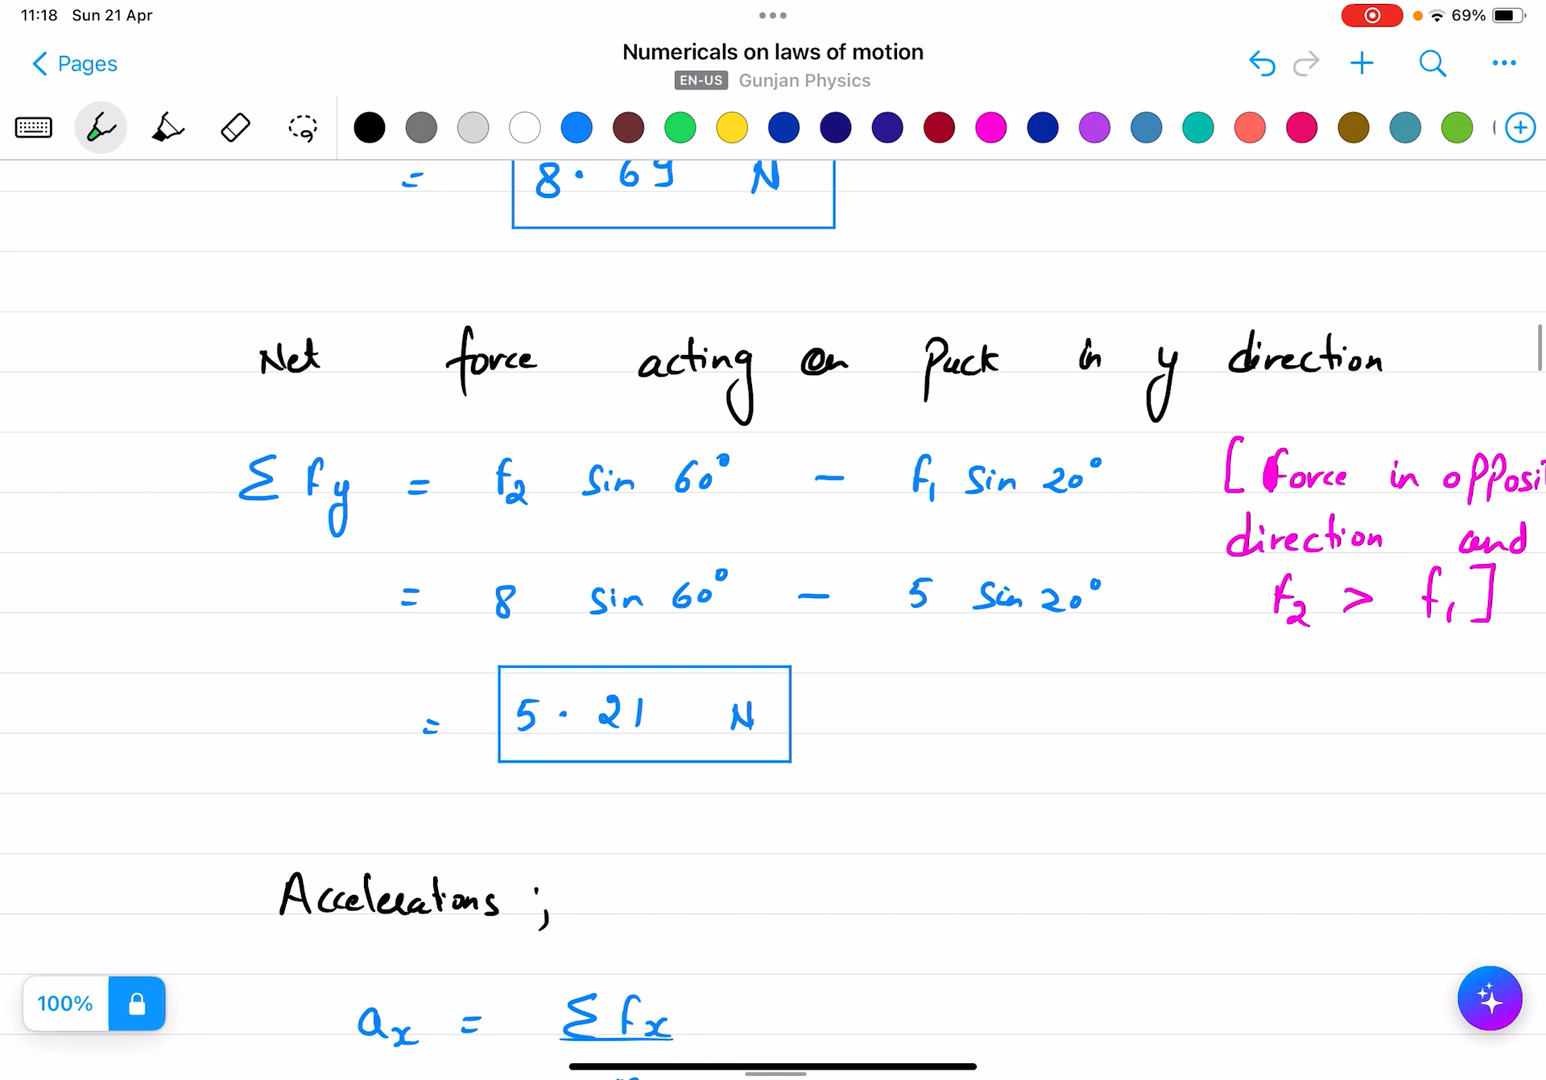 11:18 Sun 21 Apr
69%
Pages
Numericals on laws of motion
EN-US Gunjan Physics
= 8.69 N
Net force acting on Puck in y direction
Σ fy = f2 sin 60° - f1 sin 20° [Force in opposi
direction and
= 8 sin 60° - 5 sin 20° f2 > f1]
= 5.21 N
Accelerations ;
ax = Σ fx
100%